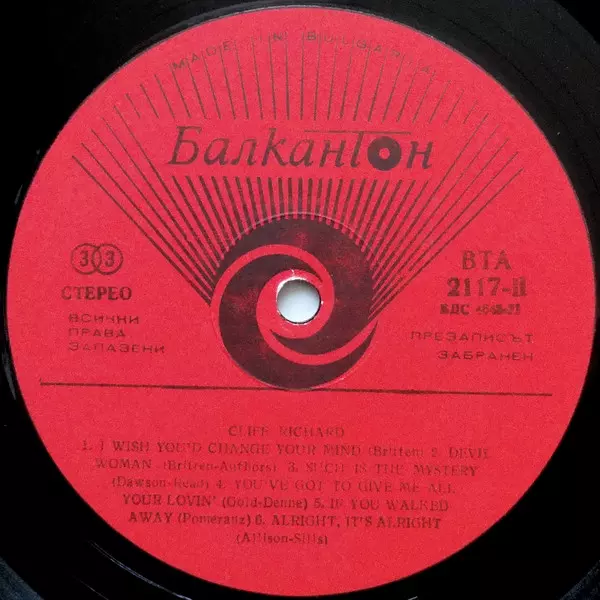 MADE IN BULGARIA
Балкантон
33
СТЕРЕО
ВСИЧКИ
ПРАВА
ЗАПАЗЕНИ
ВТА
2117-II
БДС
ПРЕЗАПИСЪТ
ЗАБРАНЕН
CLIFF RICHARD
1. I WISH YOU'D CHANGE YOUR MIND (Britten) 2. DEVIL
WOMAN (Britren-Authors) 3. SUCH IS THE MYSTERY
(Dawson-Read) 4. YOU'VE GOT TO GIVE ME ALL
YOUR LOVIN' (Gold-Denne) 5. IF YOU WALKED
AWAY (Pomeranz) 6. ALRIGHT, IT'S ALRIGHT
(Allison-Sills)